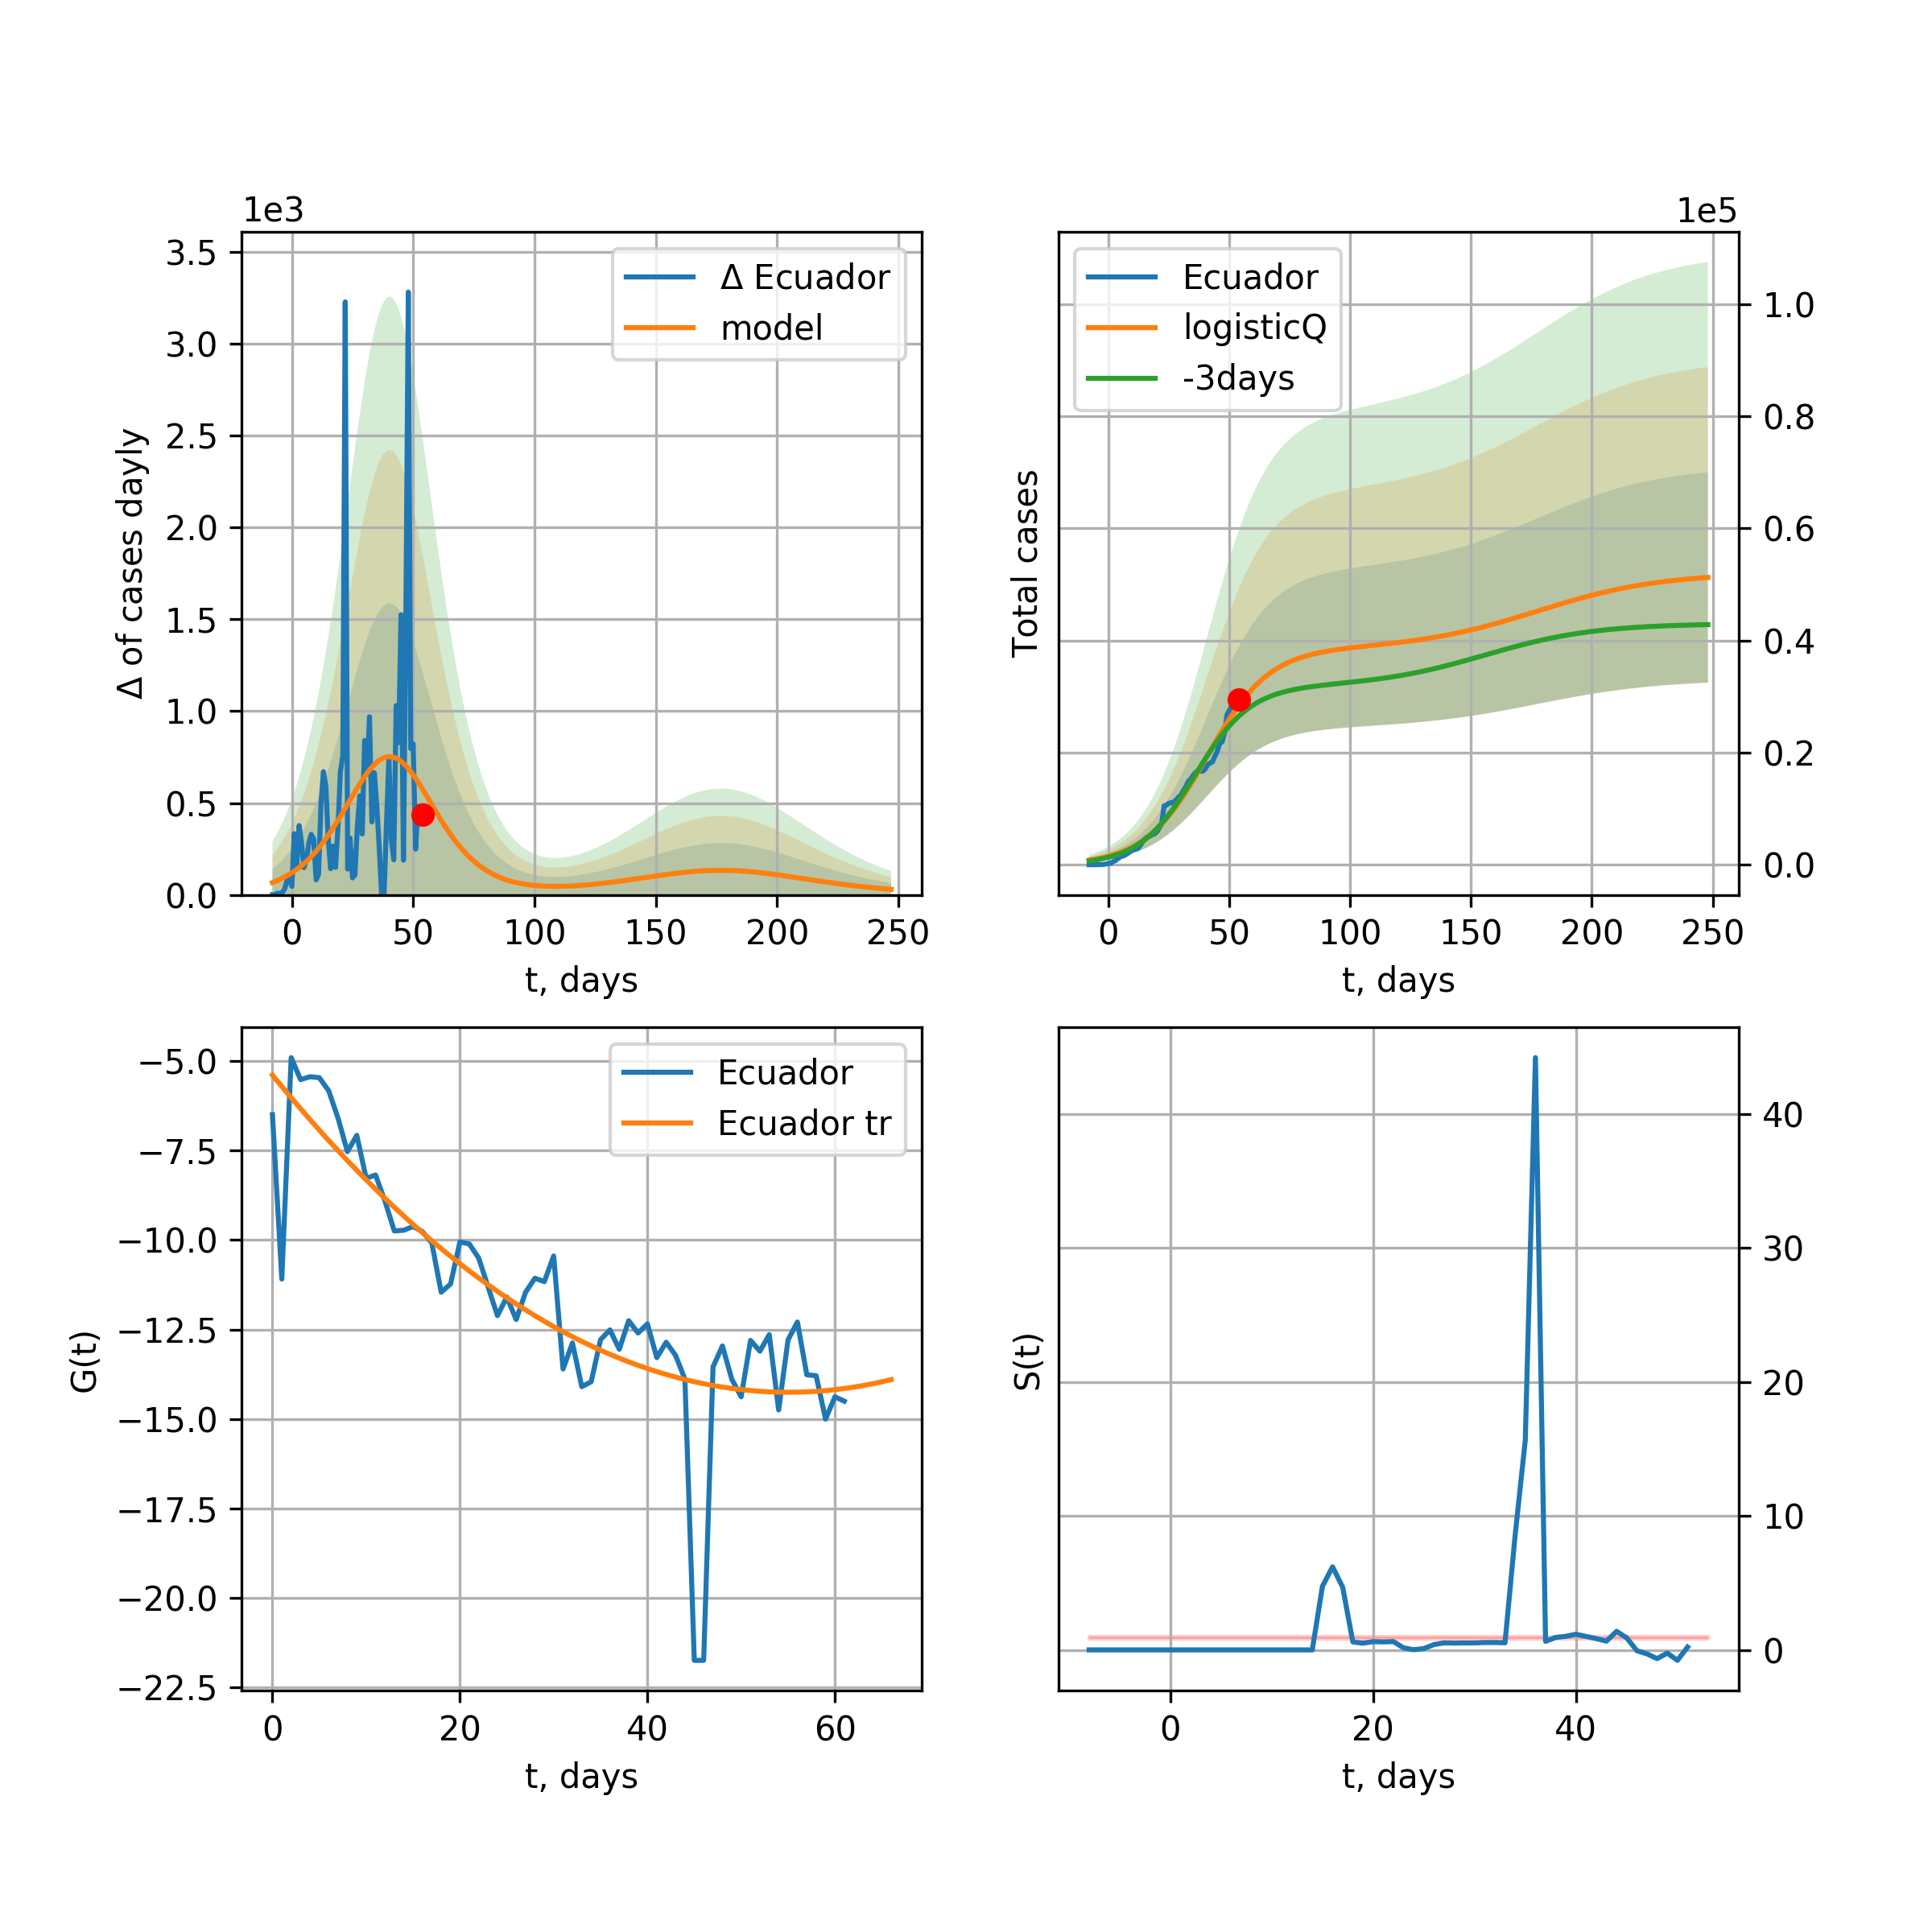 1e3
3.5
3.0
2.5
2.0
1.5
1.0
0.5
0.0
Δ of cases dayly
0 50 100 150 200 250
t, days
Δ Ecuador
model
1e5
Ecuador
logisticQ
-3days
1.0
0.8
0.6
0.4
0.2
0.0
Total cases
0 50 100 150 200 250
t, days
−5.0
−7.5
−10.0
−12.5
−15.0
−17.5
−20.0
−22.5
G(t)
0 20 40 60
t, days
Ecuador
Ecuador tr
40
30
20
10
0
S(t)
0 20 40
t, days